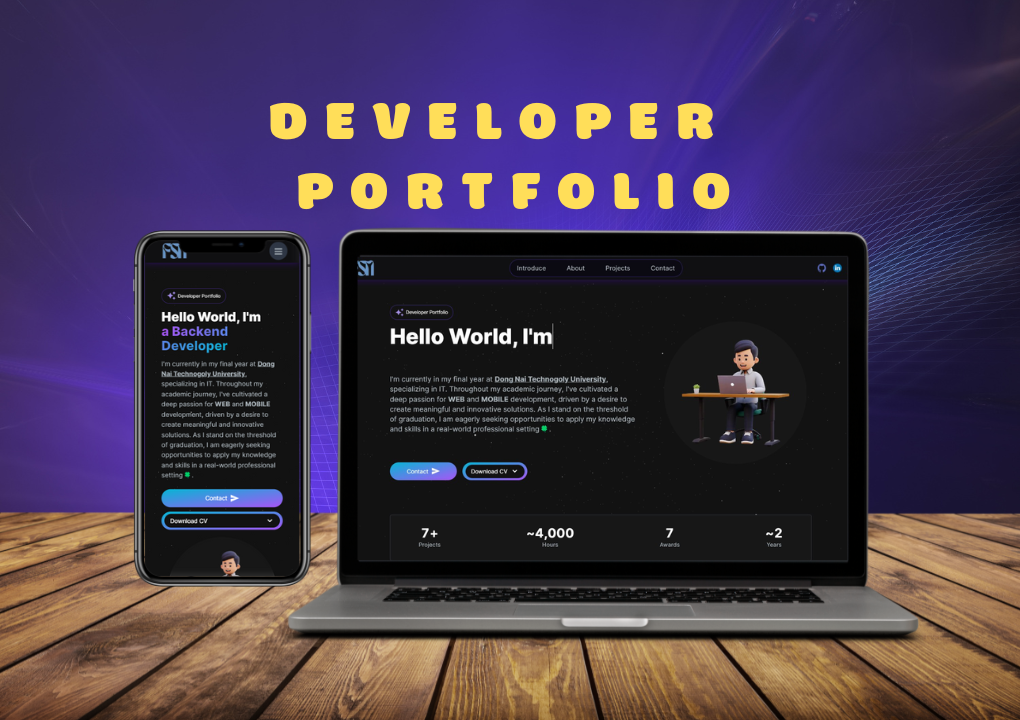 DEVELOPER
PORTFOLIO
Developer Portfolio
Hello World, I'm
a Backend
Developer
I'm currently in my final year at Dong
Nai Technogoly University,
specializing in IT. Throughout my
academic journey, I've cultivated a
deep passion for WEB and MOBILE
development, driven by a desire to
create meaningful and innovative
solutions. As I stand on the threshold
of graduation, I am eagerly seeking
opportunities to apply my knowledge
and skills in a real-world professional
setting .
Contact
Download CV
Introduce About Projects Contact
in
Developer Portfolio
Hello World, I'm
I'm currently in my final year at Dong Nai Technogoly University,
specializing in IT. Throughout my academic journey, I've cultivated a
deep passion for WEB and MOBILE development, driven by a desire to
create meaningful and innovative solutions. As I stand on the threshold
of graduation, I am eagerly seeking opportunities to apply my knowledge
and skills in a real-world professional setting .
Contact Download CV
7+ ~4,000 7 ~2
Projects Hours Awards Years